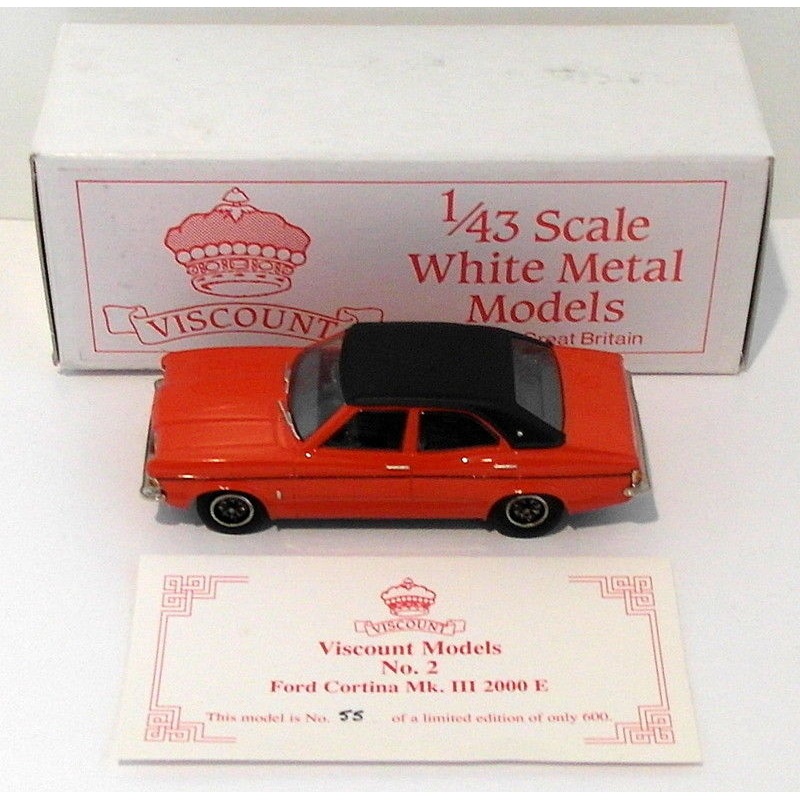 1/43 Scale
White Metal
Models
Great Britain
VISCOUNT
VISCOUNT
Viscount Models
No. 2
Ford Cortina Mk. III 2000 E
This model is No. 55 of a limited edition of only 600.